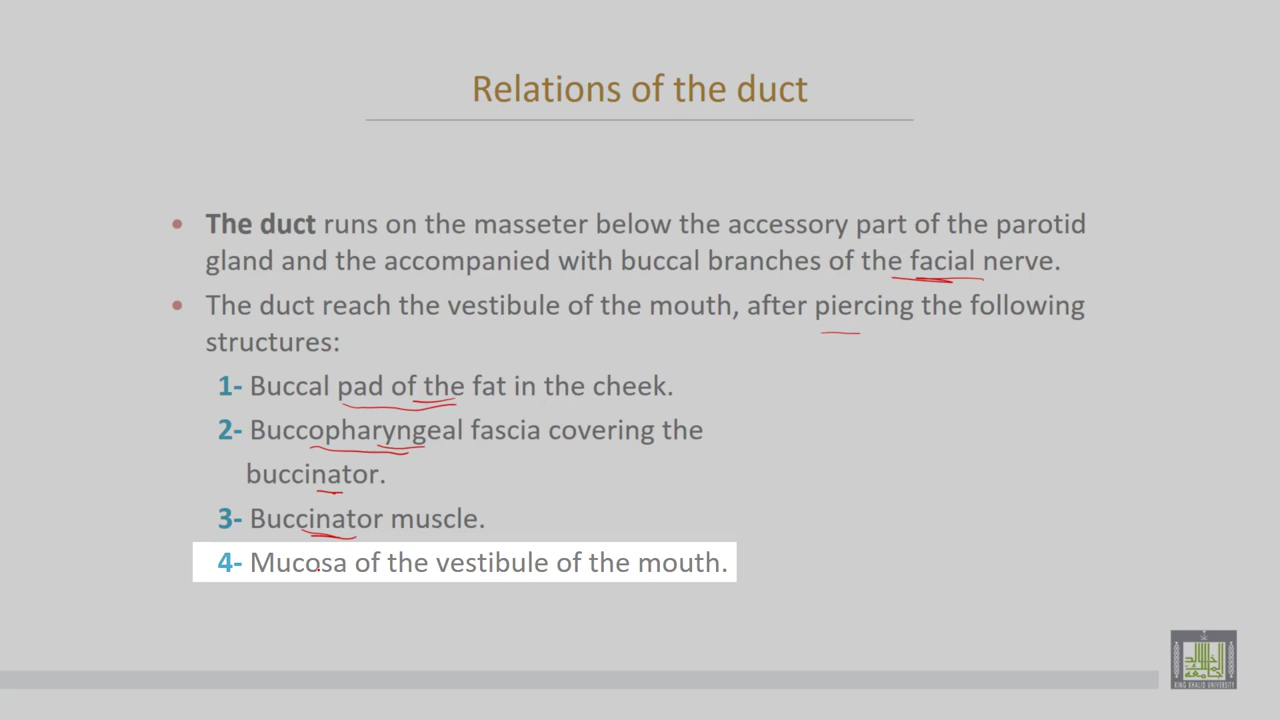 Relations of the duct
• The duct runs on the masseter below the accessory part of the parotid
gland and the accompanied with buccal branches of the facial nerve.
• The duct reach the vestibule of the mouth, after piercing the following
structures:
1- Buccal pad of the fat in the cheek.
2- Buccopharyngeal fascia covering the
buccinator.
3- Buccinator muscle.
4- Mucosa of the vestibule of the mouth.
KING KHALID UNIVERSITY